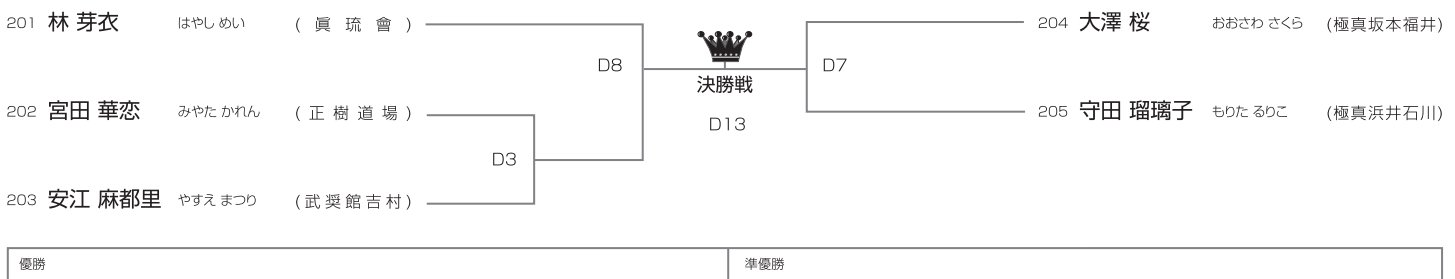 201 林 芽衣 はやし めい (眞琉會)
D8
決勝戦
D13
D7
204 大澤 桜 おおさわ さくら (極真坂本福井)
202 宮田 華恋 みやた かれん (正樹道場)
D3
205 守田 瑠璃子 もりた るりこ (極真浜井石川)
203 安江 麻都里 やすえ まつり (武奨館吉村)
優勝
準優勝